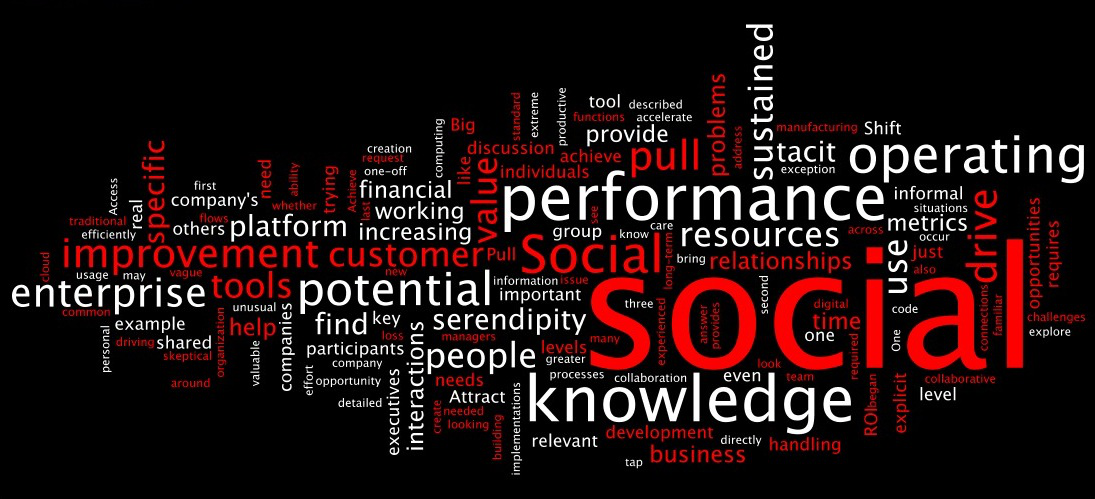 sustained
tool
described
productive
extreme
standard
functions
accelerate
problems
Big
computing
provide
manufacturing
Shift
address
creation
discussion
pull
tacit
operating
request
like
achieve
exception
one-off
individuals
specific
need
ability
trying
Achieve
last
financial
value
performance
informal
Access
first
company's
whether
working
see
situations
drive
real
traditional
flows
others
platform
increasing
group
know
care
resources
across
metrics
opportunities
requires
efficiently
occur
cloud
improvement
customer
Pull
Social
long-term
bring
relationships
use
just
also
usage
may
vague
new
information
issue
second
social
enterprise
tools
potential
important
three
digital
code
connections
familiar
common
unusual
experienced
answer
provides
time
challenges
personal
example
organization
help
companies
find
key
serendipity
one
One
explore
driving
shared
loss
managers
many
required
skeptical
valuable
participants
interactions
people
levels
greater
look
company
processes
collaboration
even
team
around
effort
opportunity
executives
needs
knowledge
ROI
began
explicit
collaborative
detailed
create
Attract
implementations
level
needed
looking
building
relevant
development
directly
handling
tap
business